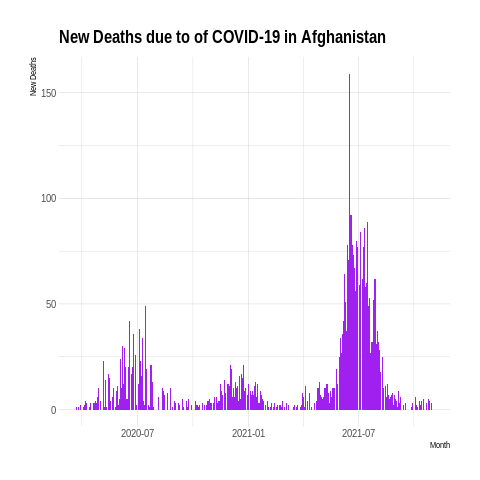 New Deaths due to of COVID-19 in Afghanistan
New Deaths
150
100
50
0
2020-07 2021-01 2021-07
Month